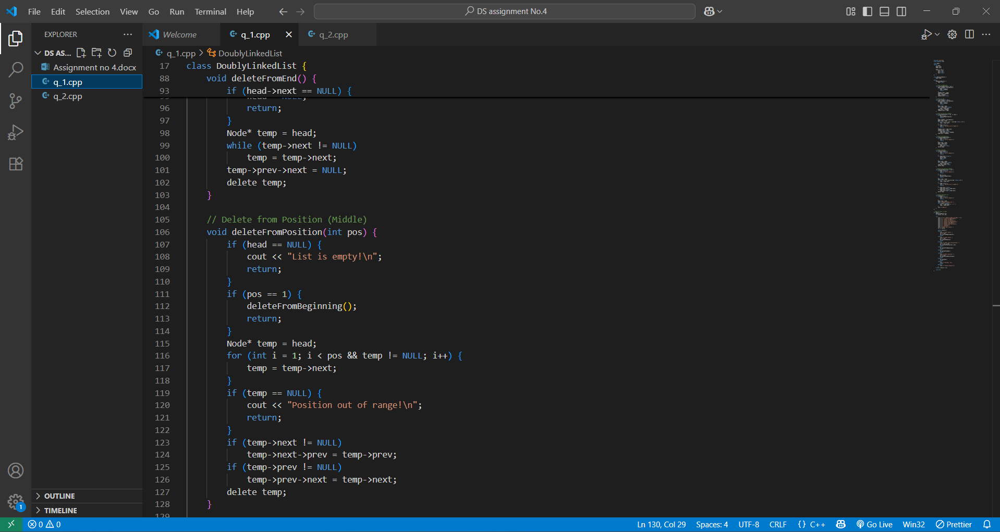 File Edit Selection View Go Run Terminal Help
DS assignment No.4
EXPLORER
Welcome
q_1.cpp
q_2.cpp
DS AS...
Assignment no 4.docx
q_1.cpp
q_2.cpp
q_1.cpp > DoublyLinkedList
17 class DoublyLinkedList {
88 void deleteFromEnd() {
93 if (head->next == NULL) {
96 return;
97 }
98 Node* temp = head;
99 while (temp->next != NULL)
100 temp = temp->next;
101 temp->prev->next = NULL;
102 delete temp;
103 }
104
105 // Delete from Position (Middle)
106 void deleteFromPosition(int pos) {
107 if (head == NULL) {
108 cout << "List is empty!\n";
109 return;
110 }
111 if (pos == 1) {
112 deleteFromBeginning();
113 return;
114 }
115 Node* temp = head;
116 for (int i = 1; i < pos && temp != NULL; i++) {
117 temp = temp->next;
118 }
119 if (temp == NULL) {
120 cout << "Position out of range!\n";
121 return;
122 }
123 if (temp->next != NULL)
124 temp->next->prev = temp->prev;
125 if (temp->prev != NULL)
126 temp->prev->next = temp->next;
127 delete temp;
128 }
129
OUTLINE
TIMELINE
1
0 0
Ln 130, Col 29 Spaces: 4 UTF-8 CRLF {} C++ Go Live Win32 Prettier